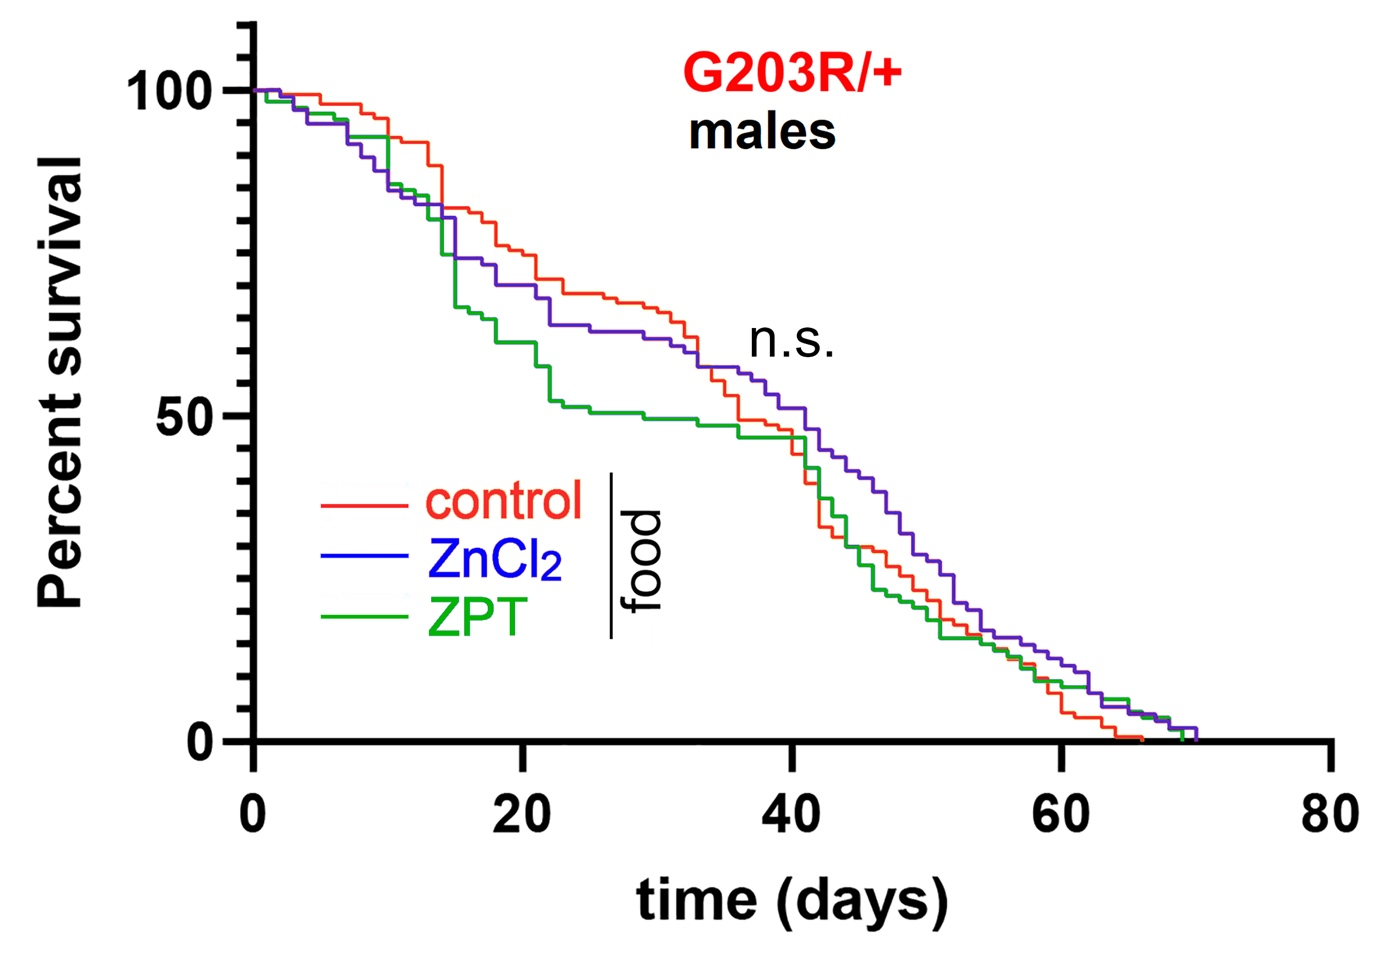 G203R/+
males
100
50
0
Percent survival
n.s.
control
ZnCl2
ZPT
food
0 20 40 60 80
time (days)